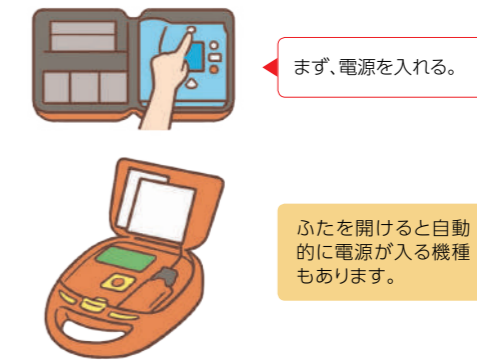 まず、電源を入れる。
ふたを開けると自動
的に電源が入る機種
もあります。